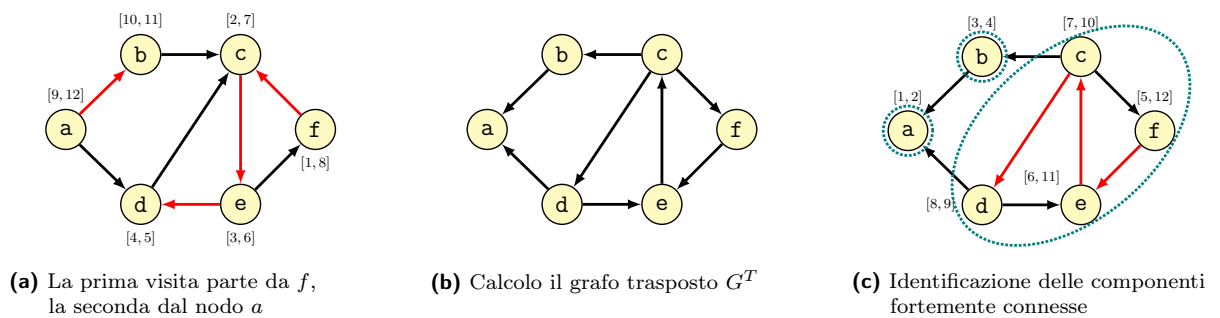 [10, 11]
[2, 7]
b
c
[9, 12]
a
f
[1, 8]
d
e
[4, 5]
[3, 6]
(a) La prima visita parte da f,
la seconda dal nodo a
b
c
a
f
d
e
(b) Calcolo il grafo trasposto G^T
[3, 4]
[7, 10]
b
c
[1, 2]
[5, 12]
a
f
[6, 11]
[8, 9]
d
e
(c) Identificazione delle componenti
fortemente connesse